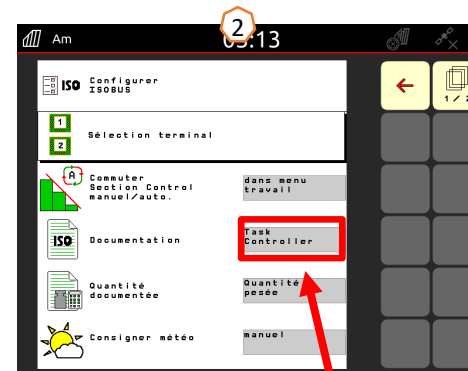 2
Am
03:13
ISO Configurer
ISOBUS
1 / 2
1
2
Sélection terminal
A
Commuter
Section Control
manuel/auto.
dans menu
travail
ISO
Documentation
Task
Controller
Quantité
documentée
Quantité
pesée
Consigner météo
manuel